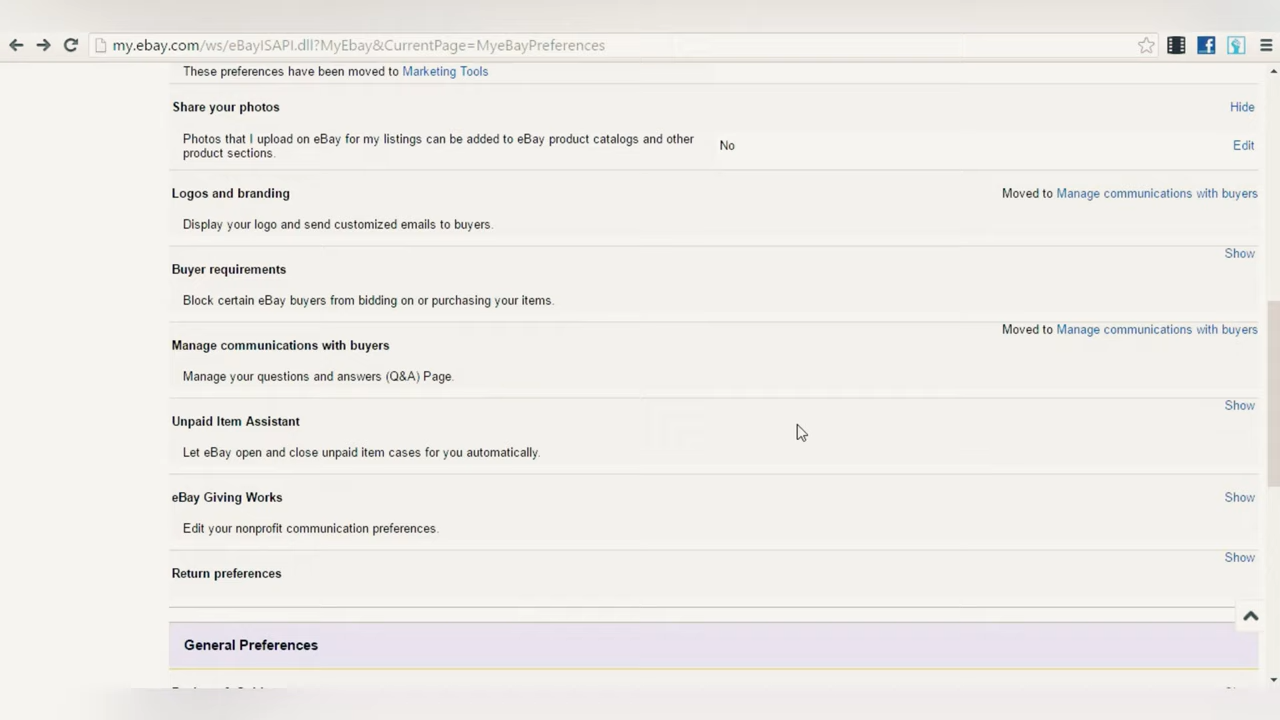 my.ebay.com/ws/eBayISAPI.dll?MyEbay&CurrentPage=MyeBayPreferences
These preferences have been moved to Marketing Tools
Share your photos
Hide
Photos that I upload on eBay for my listings can be added to eBay product catalogs and other
product sections.
No
Edit
Logos and branding
Moved to Manage communications with buyers
Display your logo and send customized emails to buyers.
Show
Buyer requirements
Block certain eBay buyers from bidding on or purchasing your items.
Moved to Manage communications with buyers
Manage communications with buyers
Manage your questions and answers (Q&A) Page.
Show
Unpaid Item Assistant
Let eBay open and close unpaid item cases for you automatically.
eBay Giving Works
Show
Edit your nonprofit communication preferences.
Show
Return preferences
General Preferences